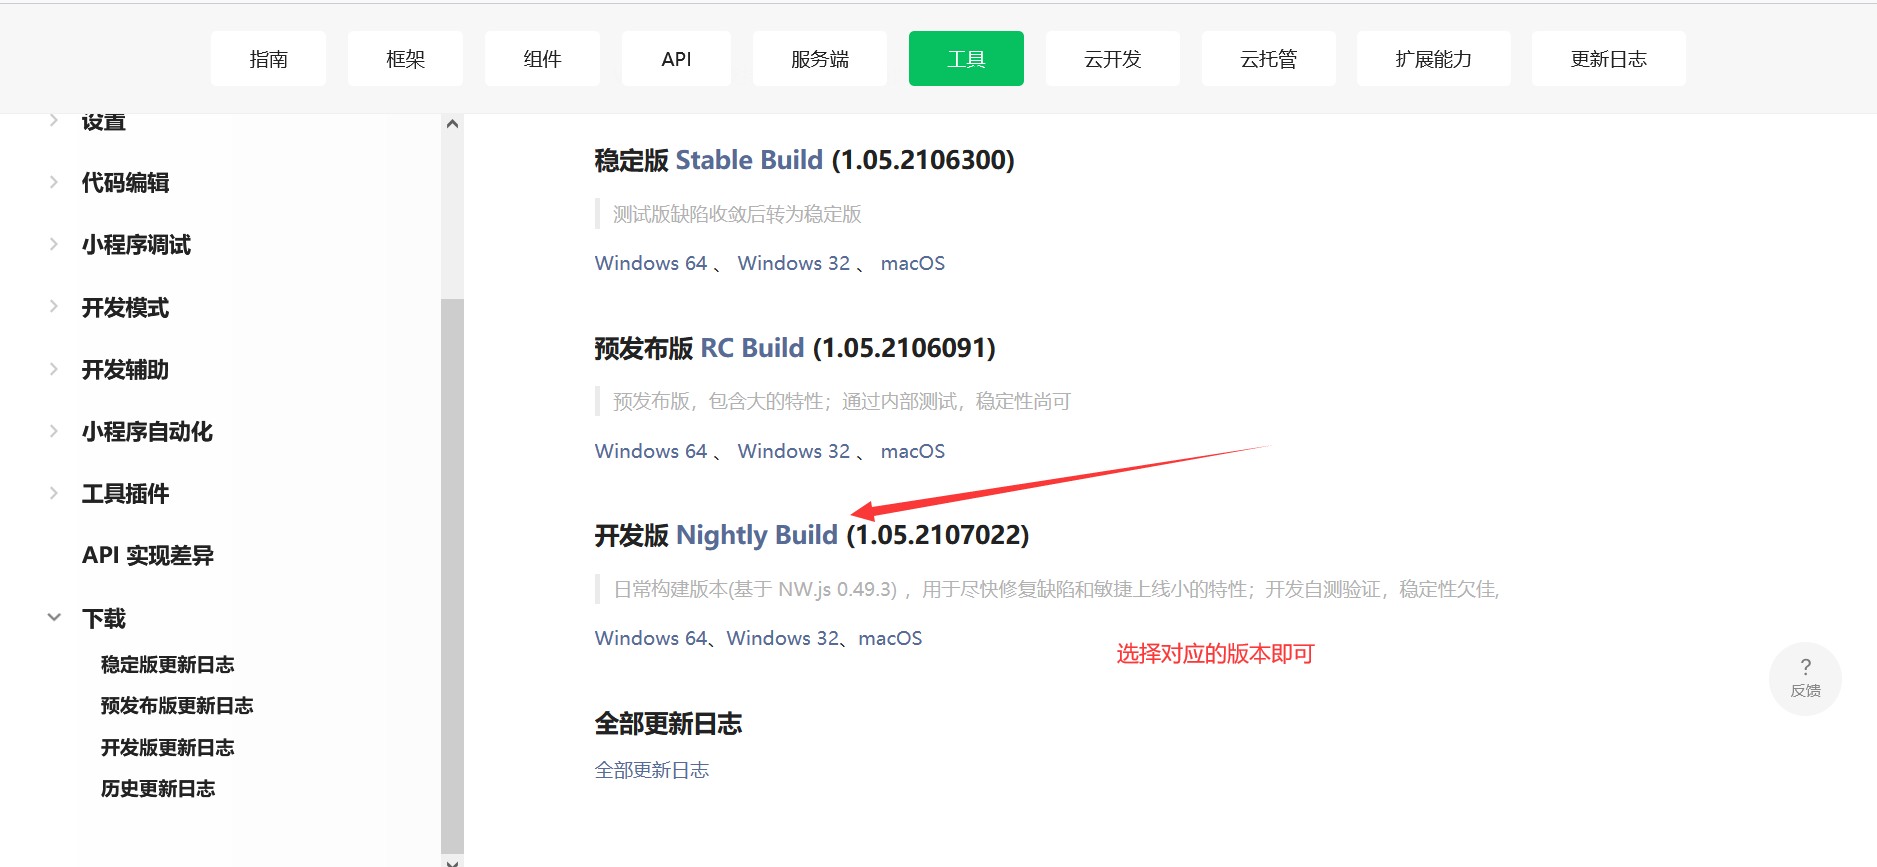 指南 框架 组件 API 服务端 工具 云开发 云托管 扩展能力 更新日志
设置
代码编辑
小程序调试
开发模式
开发辅助
小程序自动化
工具插件
API 实现差异
下载
稳定版更新日志
预发布版更新日志
开发版更新日志
历史更新日志
稳定版 Stable Build (1.05.2106300)
测试版缺陷收敛后转为稳定版
Windows 64 、 Windows 32 、 macOS
预发布版 RC Build (1.05.2106091)
预发布版，包含大的特性；通过内部测试，稳定性尚可
Windows 64 、 Windows 32 、 macOS
开发版 Nightly Build (1.05.2107022)
日常构建版本(基于 NW.js 0.49.3) ，用于尽快修复缺陷和敏捷上线小的特性；开发自测验证，稳定性欠佳,
Windows 64、Windows 32、macOS
选择对应的版本即可
全部更新日志
全部更新日志
?
反馈